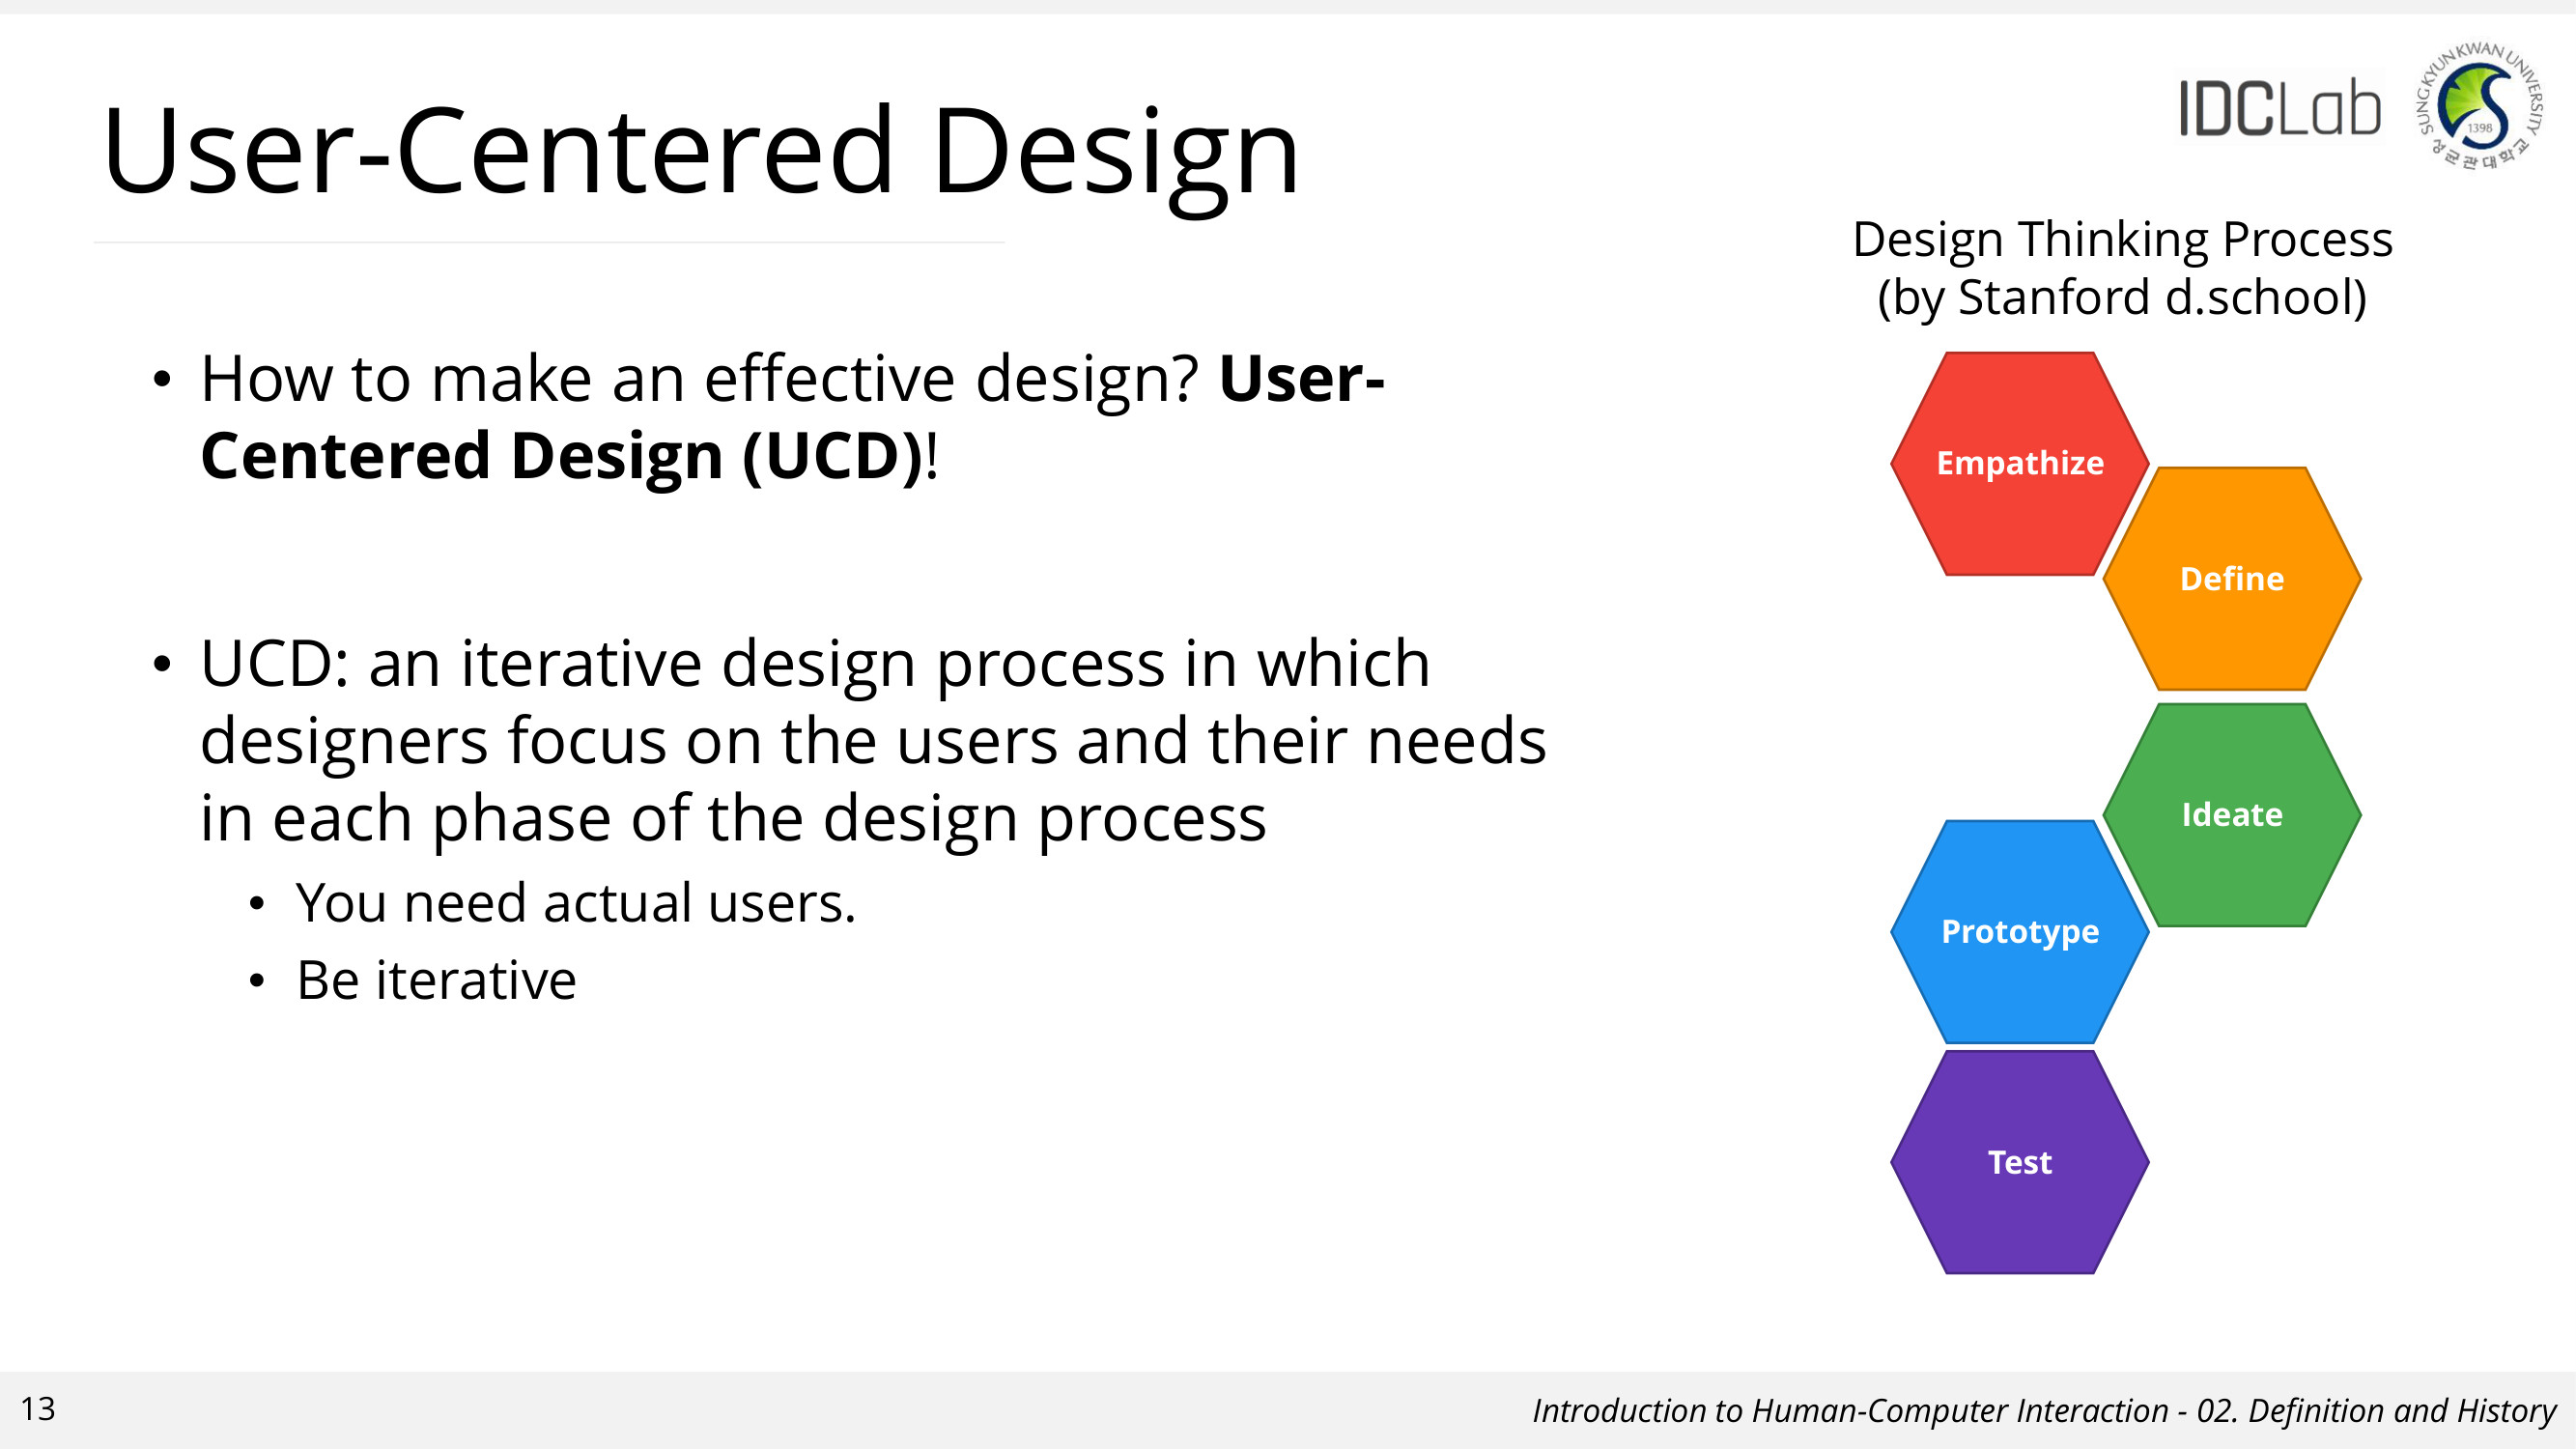 User-Centered Design
IDCLab
SUNGKYUNKWAN UNIVERSITY
1398
성균관대학교
Design Thinking Process
(by Stanford d.school)
• How to make an effective design? User-
Centered Design (UCD)!
• UCD: an iterative design process in which
designers focus on the users and their needs
in each phase of the design process
• You need actual users.
• Be iterative
Empathize
Define
Ideate
Prototype
Test
13
Introduction to Human-Computer Interaction - 02. Definition and History